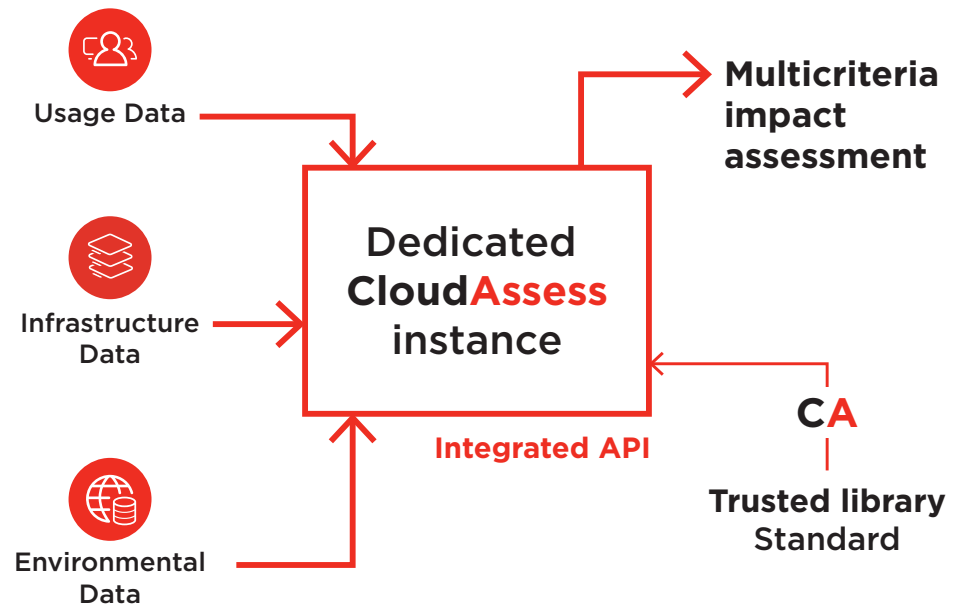 Usage Data
Infrastructure
Data
Environmental
Data
Dedicated
CloudAssess
instance
Integrated API
Multicriteria
impact
assessment
CA
Trusted library
Standard